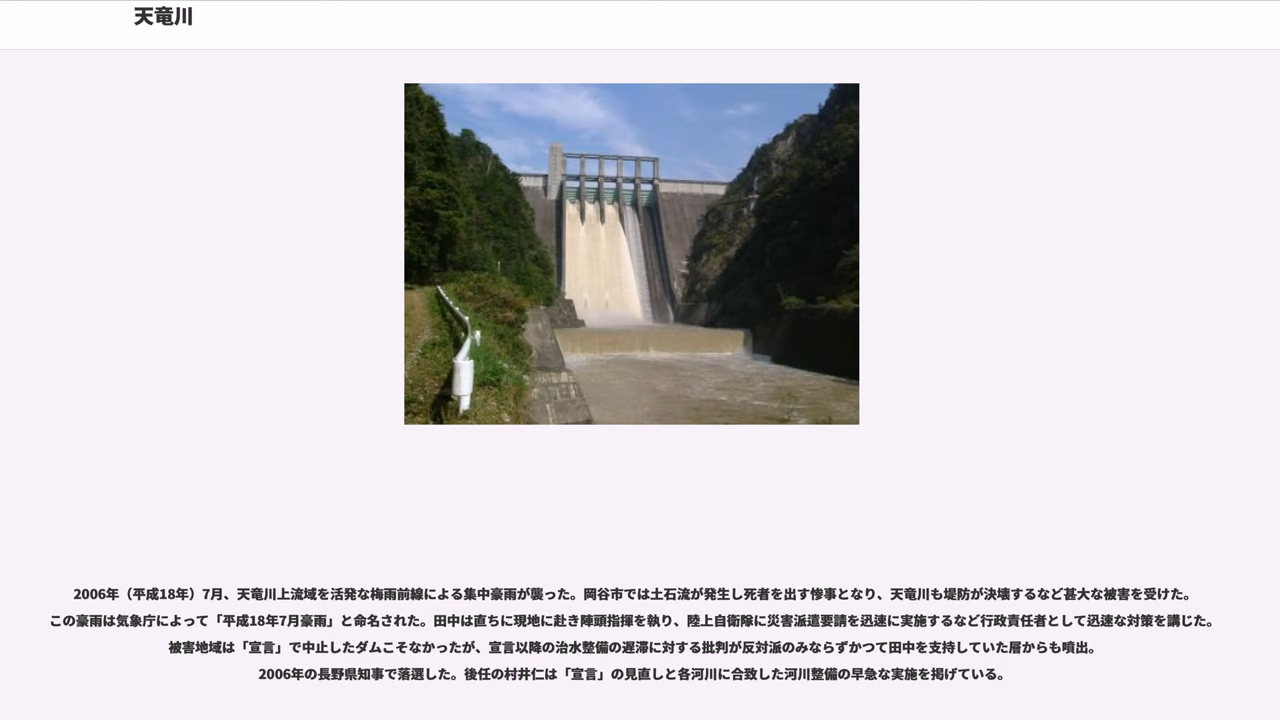 天竜川
2006年（平成18年）7月、天竜川上流域を活発な梅雨前線による集中豪雨が襲った。岡谷市では土石流が発生し死者を出す惨事となり、天竜川も堤防が決壊するなど甚大な被害を受けた。
この豪雨は気象庁によって「平成18年7月豪雨」と命名された。田中は直ちに現地に赴き陣頭指揮を執り、陸上自衛隊に災害派遣要請を迅速に実施するなど行政責任者として迅速な対策を講じた。
被害地域は「宣言」で中止したダムこそなかったが、宣言以降の治水整備の遅滞に対する批判が反対派のみならずかつて田中を支持していた層からも噴出。
2006年の長野県知事で落選した。後任の村井仁は「宣言」の見直しと各河川に合致した河川整備の早急な実施を掲げている。